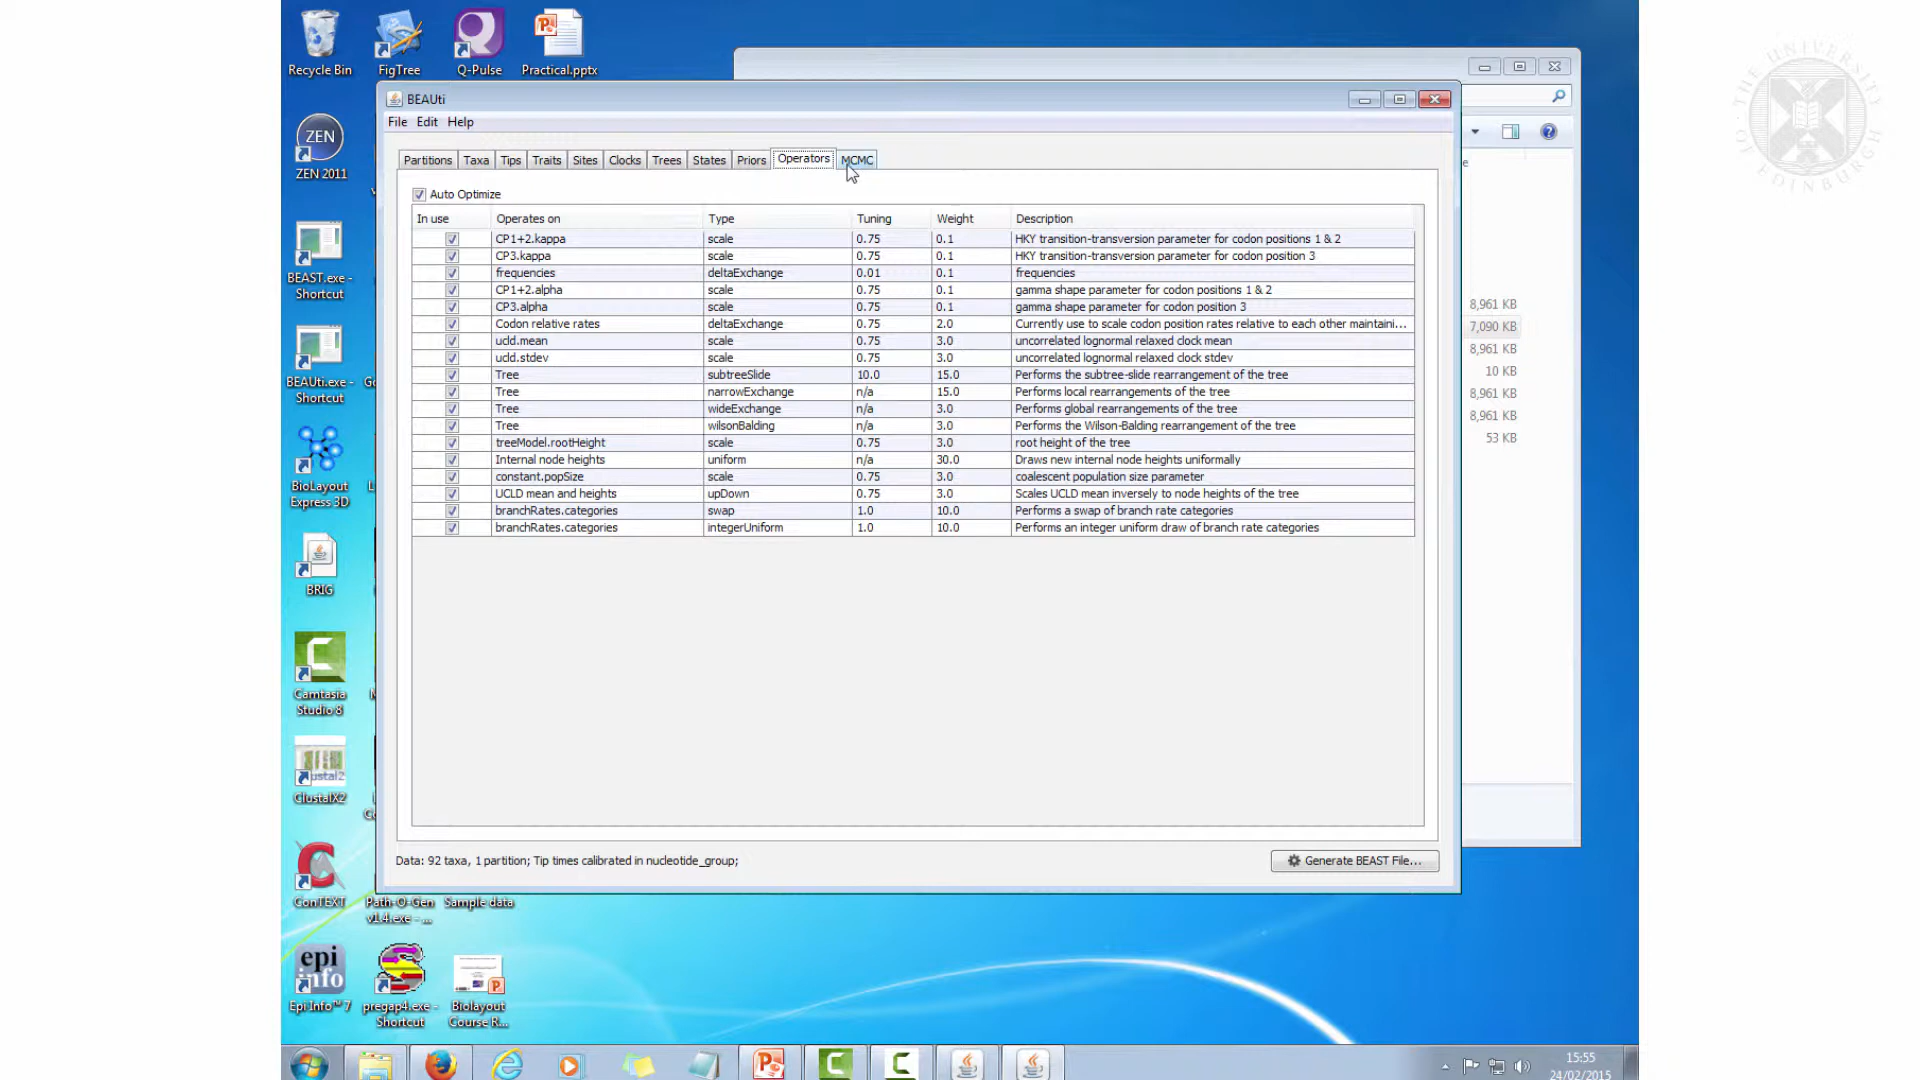 Recycle Bin
FigTree
Q-Pulse
Practical.pptx
ZEN
ZEN 2011
BEAST.exe -
Shortcut
BEAUti.exe -
Shortcut
BioLayout
Express 3D
BRIG
Camtasia
Studio 8
ClustalX2
ConTEXT
Path-O-Gen
v1.4.exe - ...
Sample data
epi
info
Epi Info™ 7
pregap4.exe -
Shortcut
Biolayout
Course R...
BEAUti
File Edit Help
Partitions Taxa Tips Traits Sites Clocks Trees States Priors Operators MCMC
Auto Optimize
In use Operates on Type Tuning Weight Description
CP1+2.kappa scale 0.75 0.1 HKY transition-transversion parameter for codon positions 1 & 2
CP3.kappa scale 0.75 0.1 HKY transition-transversion parameter for codon position 3
frequencies deltaExchange 0.01 0.1 frequencies
CP1+2.alpha scale 0.75 0.1 gamma shape parameter for codon positions 1 & 2
CP3.alpha scale 0.75 0.1 gamma shape parameter for codon position 3
Codon relative rates deltaExchange 0.75 2.0 Currently use to scale codon position rates relative to each other maintaini...
ucld.mean scale 0.75 3.0 uncorrelated lognormal relaxed clock mean
ucld.stdev scale 0.75 3.0 uncorrelated lognormal relaxed clock stdev
Tree subtreeSlide 10.0 15.0 Performs the subtree-slide rearrangement of the tree
Tree narrowExchange n/a 15.0 Performs local rearrangements of the tree
Tree wideExchange n/a 3.0 Performs global rearrangements of the tree
Tree wilsonBalding n/a 3.0 Performs the Wilson-Balding rearrangement of the tree
treeModel.rootHeight scale 0.75 3.0 root height of the tree
Internal node heights uniform n/a 30.0 Draws new internal node heights uniformally
constant.popSize scale 0.75 3.0 coalescent population size parameter
UCLD mean and heights upDown 0.75 3.0 Scales UCLD mean inversely to node heights of the tree
branchRates.categories swap 1.0 10.0 Performs a swap of branch rate categories
branchRates.categories integerUniform 1.0 10.0 Performs an integer uniform draw of branch rate categories
Data: 92 taxa, 1 partition; Tip times calibrated in nucleotide_group;
Generate BEAST File...
8,961 KB
7,090 KB
8,961 KB
10 KB
8,961 KB
8,961 KB
53 KB
15:55
24/02/2015
THE UNIVERSITY OF EDINBURGH